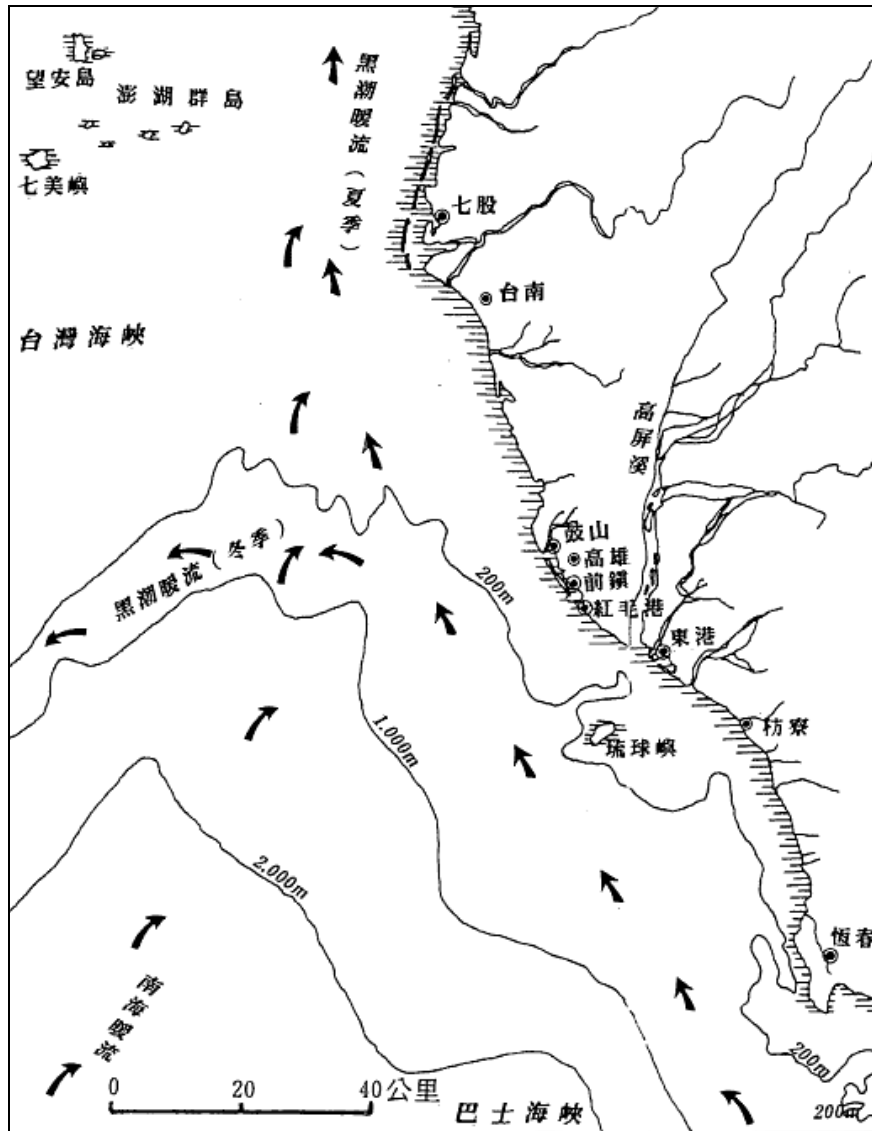 望安島
澎湖群島
七美嶼
黑潮暖流(夏季)
七股
台南
台灣海峽
高屏溪
鼓山
高雄
前鎮
紅毛港
200m
黑潮暖流(冬季)
東港
枋寮
琉球嶼
1.000m
2.000m
恆春
南海暖流
0 20 40公里
巴士海峽
200m
200m